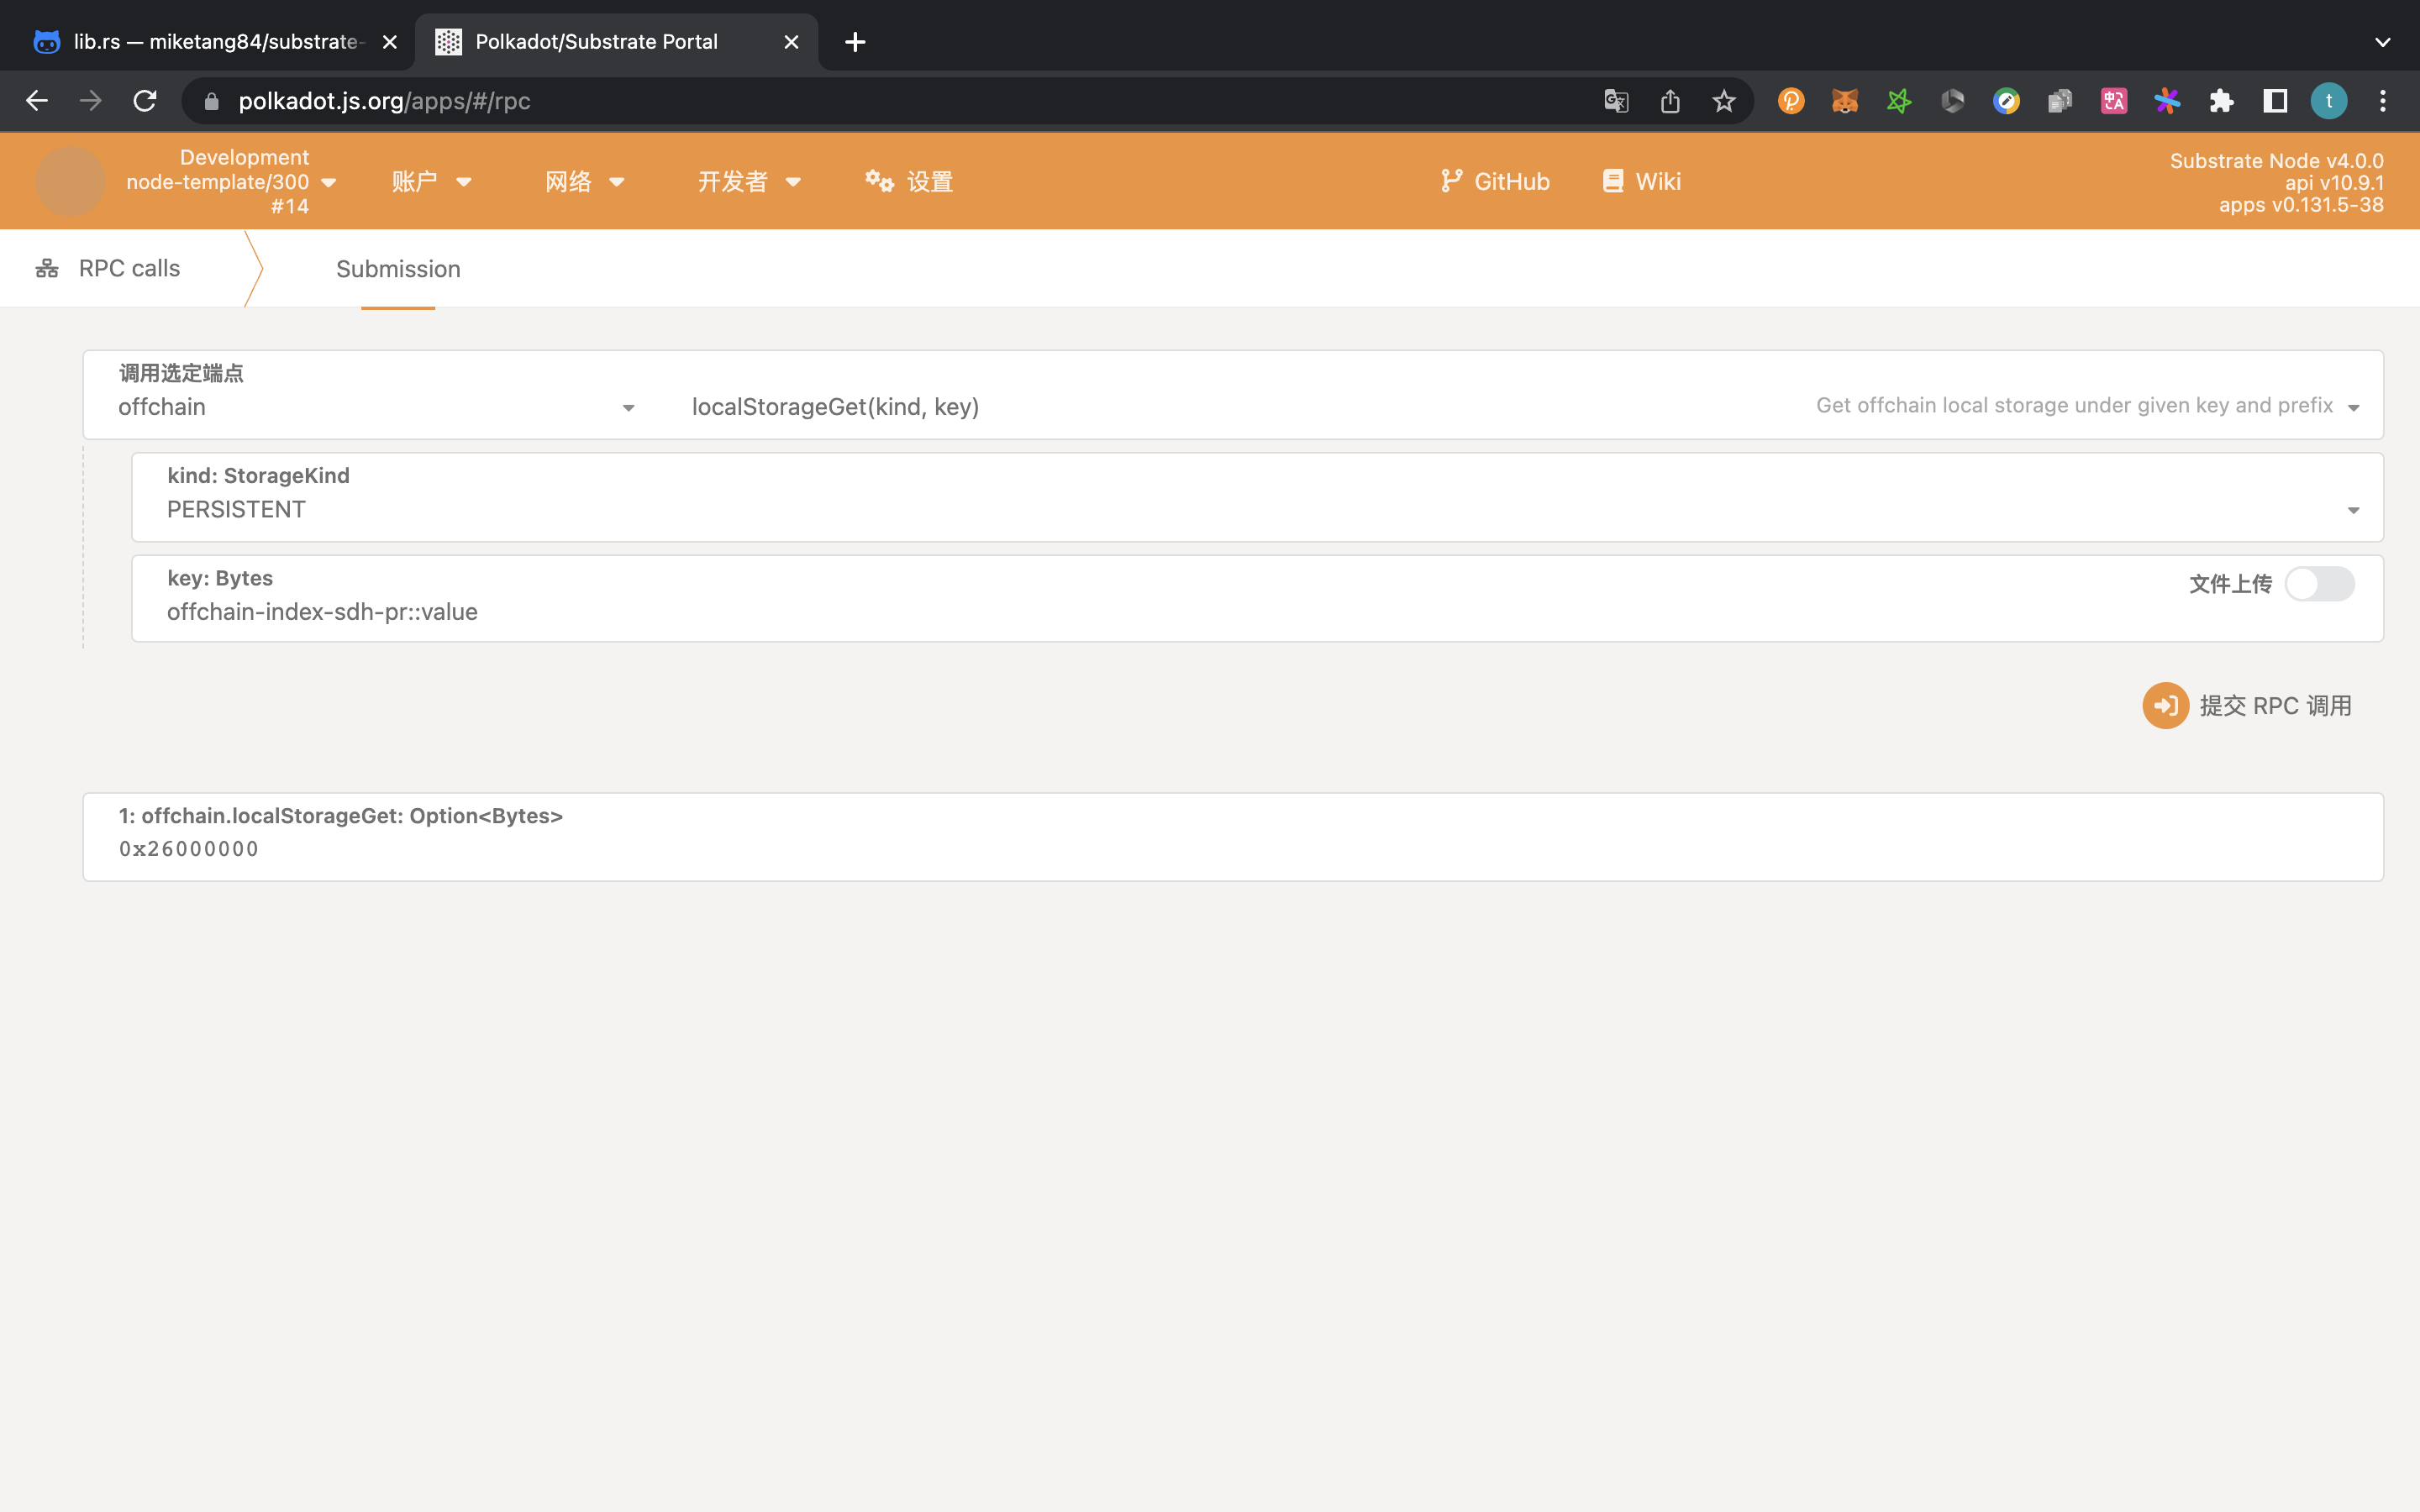 lib.rs — miketang84/substrate-
Polkadot/Substrate Portal
polkadot.js.org/apps/#/rpc
t
Development
node-template/300
#14
账户
网络
开发者
设置
GitHub
Wiki
Substrate Node v4.0.0
api v10.9.1
apps v0.131.5-38
RPC calls
Submission
调用选定端点
offchain
localStorageGet(kind, key)
Get offchain local storage under given key and prefix
kind: StorageKind
PERSISTENT
key: Bytes
文件上传
offchain-index-sdh-pr::value
提交 RPC 调用
1: offchain.localStorageGet: Option<Bytes>
0x26000000